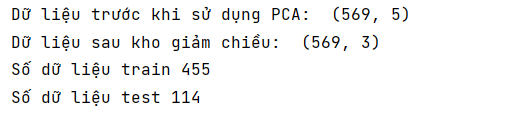 Dữ liệu trước khi sử dụng PCA:  (569, 5)
Dữ liệu sau kho giảm chiều:  (569, 3)
Số dữ liệu train 455
Số dữ liệu test 114